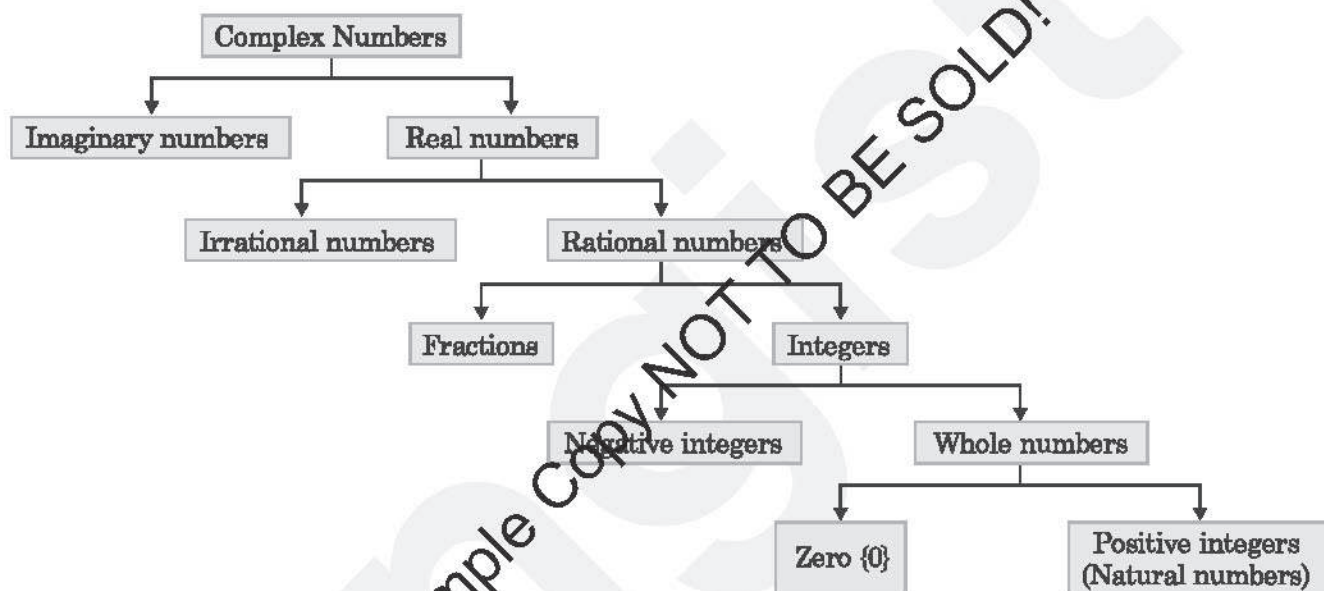 Complex Numbers
Imaginary numbers
Real numbers
Irrational numbers
Rational numbers
Fractions
Integers
Negative integers
Whole numbers
Zero {0}
Positive integers
(Natural numbers)
Copy NOT TO BE SOLD!